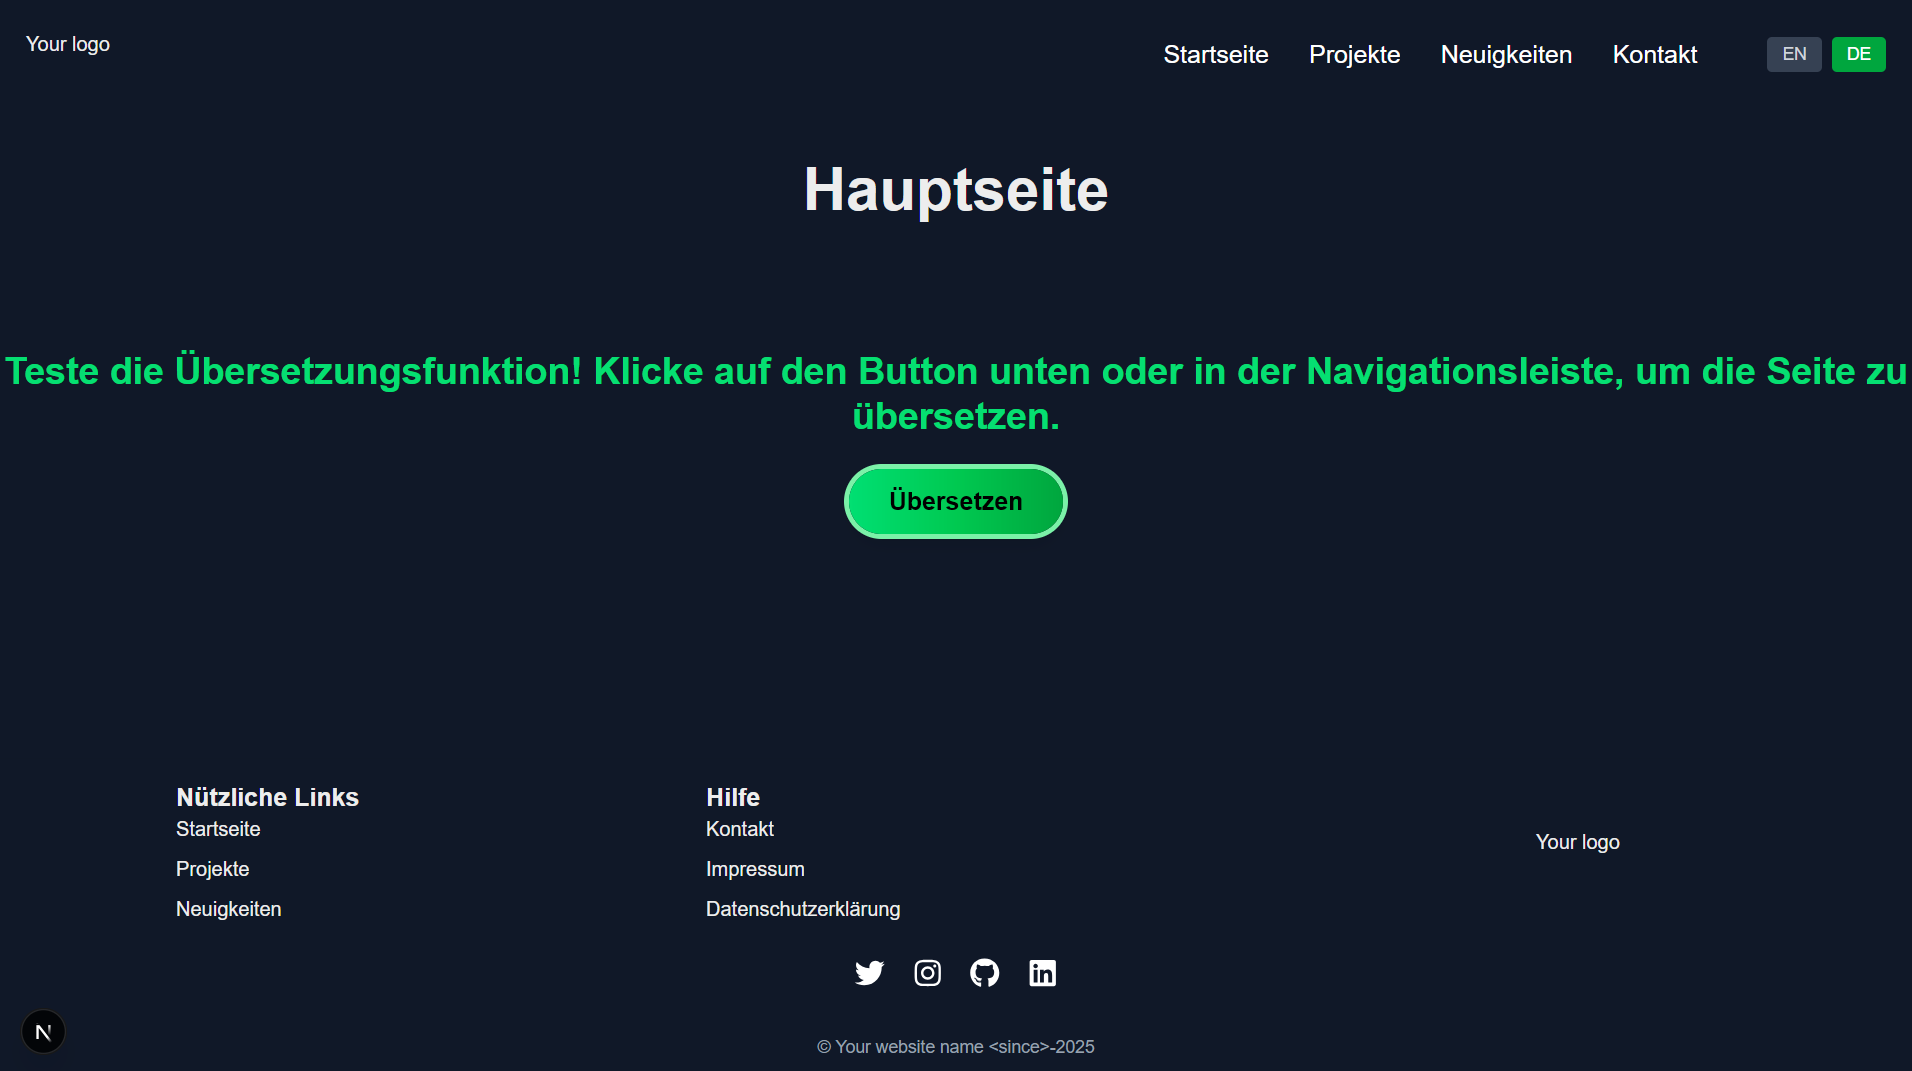 Your logo
Startseite Projekte Neuigkeiten Kontakt EN DE
Hauptseite
Teste die Übersetzungsfunktion! Klicke auf den Button unten oder in der Navigationsleiste, um die Seite zu
übersetzen.
Übersetzen
Nützliche Links
Startseite
Projekte
Neuigkeiten
Hilfe
Kontakt
Impressum
Datenschutzerklärung
Your logo
in
N
© Your website name <since>-2025